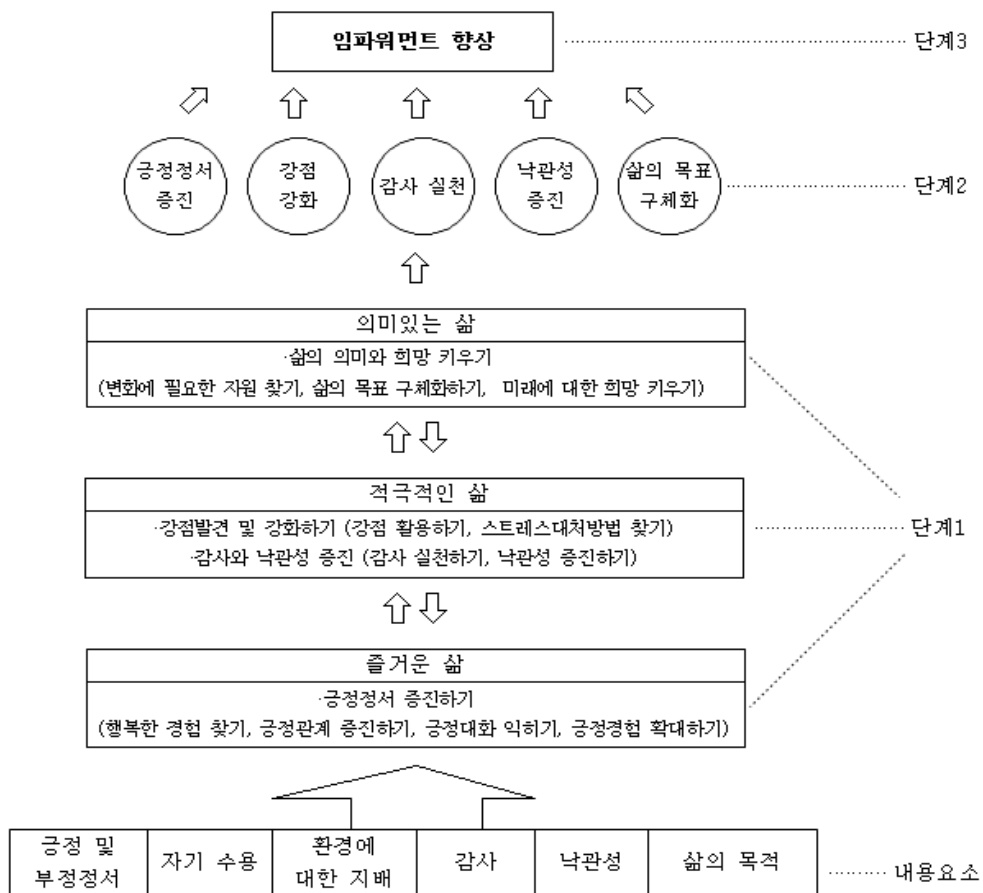 임파워먼트 향상
단계3
긍정정서
증진
강점
강화
감사 실천
낙관성
증진
삶의 목표
구체화
단계2
의미있는 삶
·삶의 의미와 희망 키우기
(변화에 필요한 자원 찾기, 삶의 목표 구체화하기, 미래에 대한 희망 키우기)
적극적인 삶
·강점발견 및 강화하기 (강점 활용하기, 스트레스대처방법 찾기)
·감사와 낙관성 증진 (감사 실천하기, 낙관성 증진하기)
단계1
즐거운 삶
·긍정정서 증진하기
(행복한 경험 찾기, 긍정관계 증진하기, 긍정대화 익히기, 긍정경험 확대하기)
긍정 및
부정정서
자기 수용
환경에
대한 지배
감사
낙관성
삶의 목적
내용요소